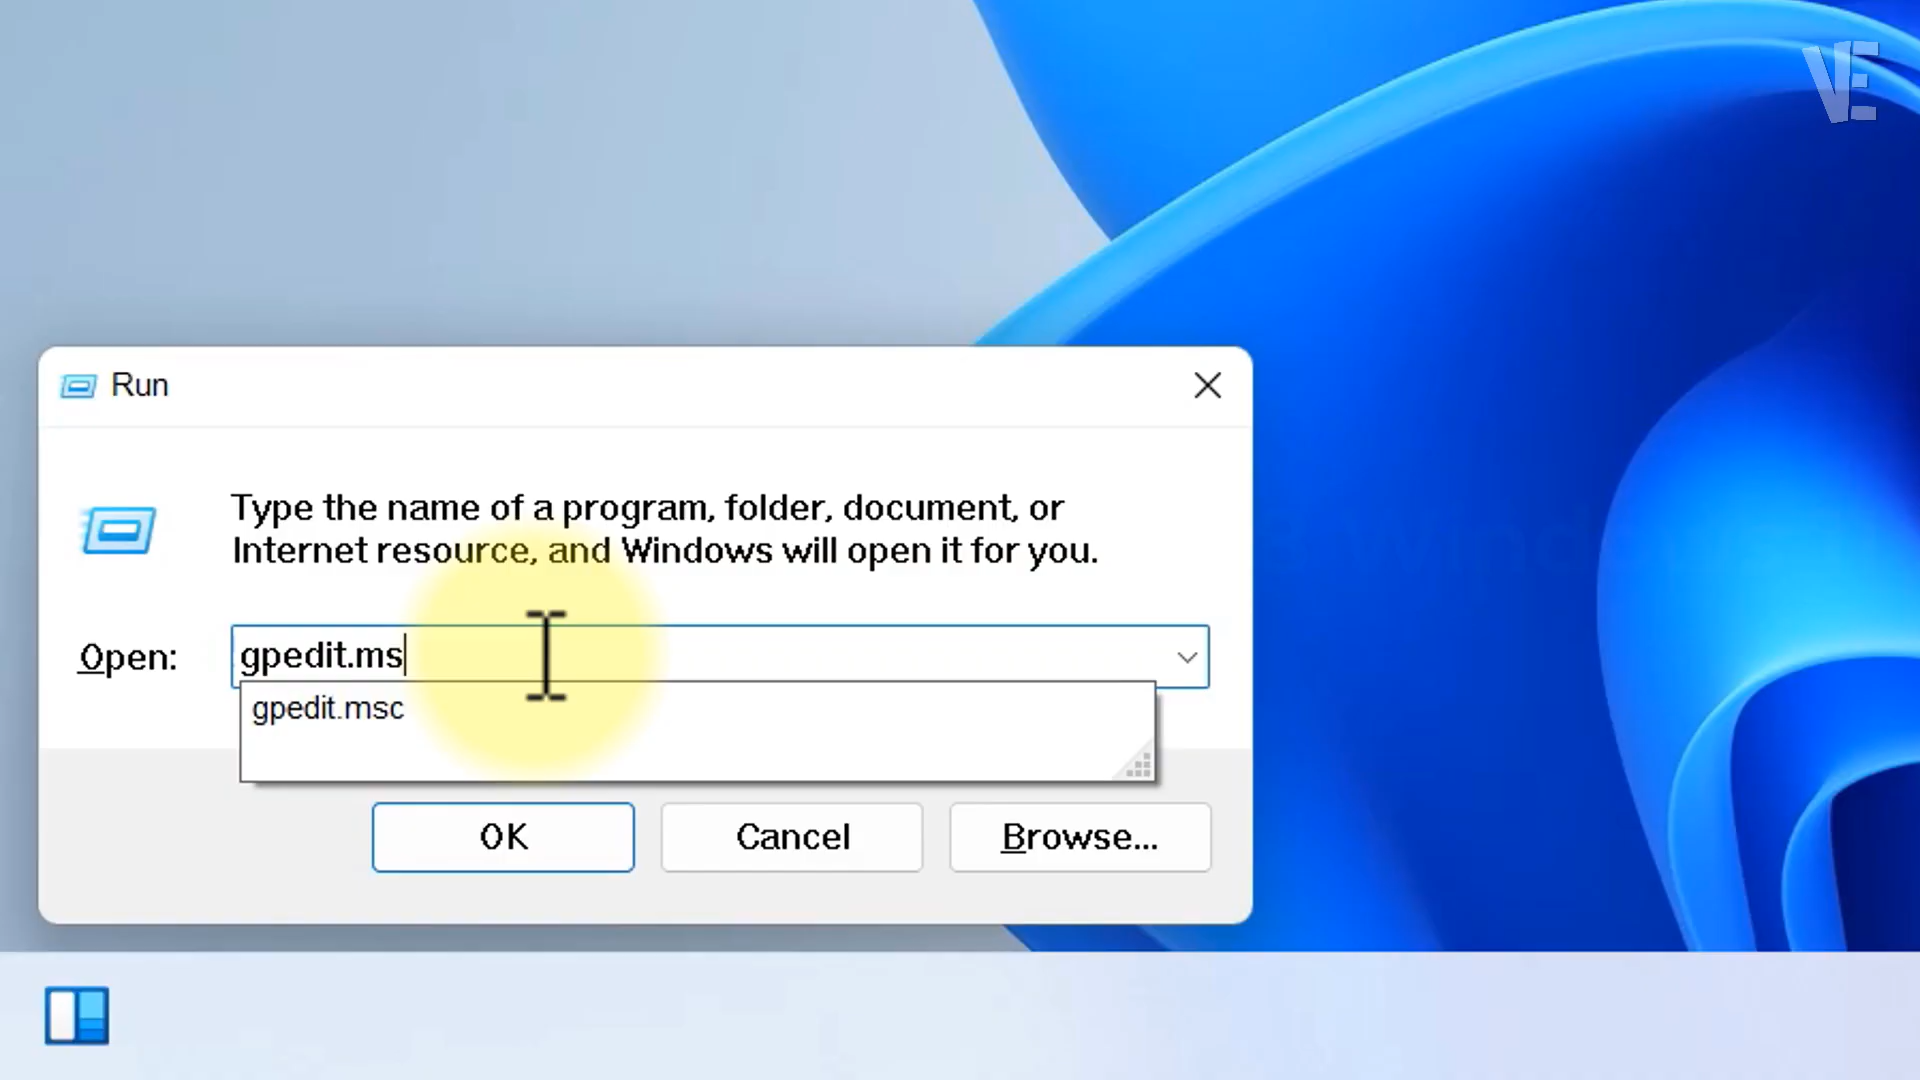 VE
Run
Type the name of a program, folder, document, or
Internet resource, and Windows will open it for you.
Open:
gpedit.ms
gpedit.msc
OK
Cancel
Browse...